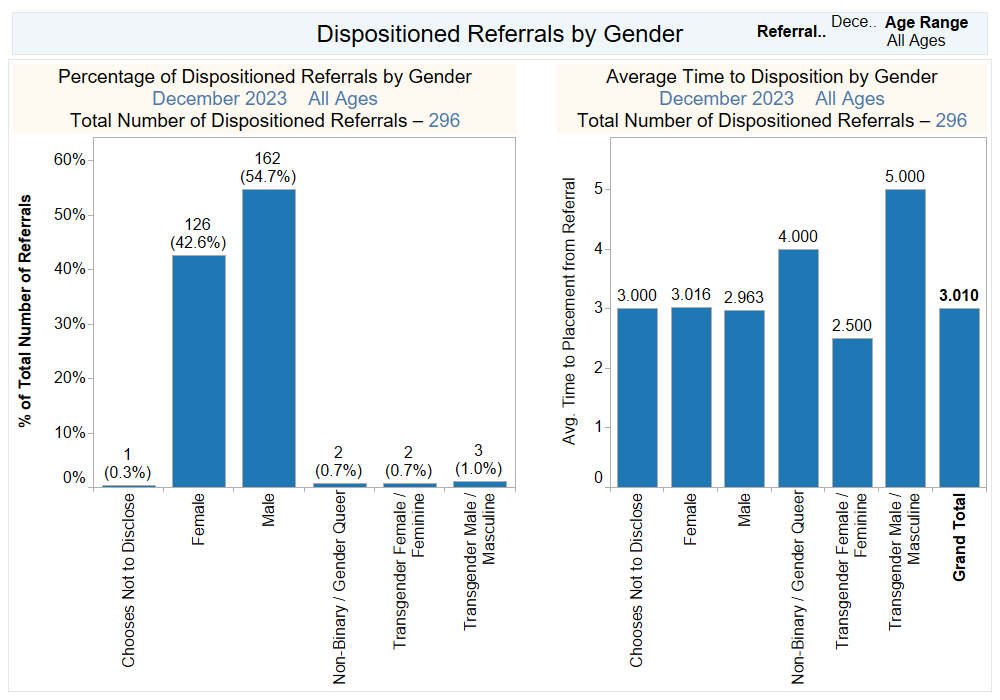 Dispositioned Referrals by Gender
Referral..
Dece..
Age Range
All Ages
Percentage of Dispositioned Referrals by Gender
December 2023 All Ages
Total Number of Dispositioned Referrals – 296
% of Total Number of Referrals
60%
50%
40%
30%
20%
10%
0%
1
(0.3%)
126
(42.6%)
162
(54.7%)
2
(0.7%)
2
(0.7%)
3
(1.0%)
Chooses Not to Disclose
Female
Male
Non-Binary / Gender Queer
Transgender Female /
Feminine
Transgender Male /
Masculine
Average Time to Disposition by Gender
December 2023 All Ages
Total Number of Dispositioned Referrals – 296
Avg. Time to Placement from Referral
5
4
3
2
1
0
3.000
3.016
2.963
4.000
2.500
5.000
3.010
Chooses Not to Disclose
Female
Male
Non-Binary / Gender Queer
Transgender Female /
Feminine
Transgender Male /
Masculine
Grand Total